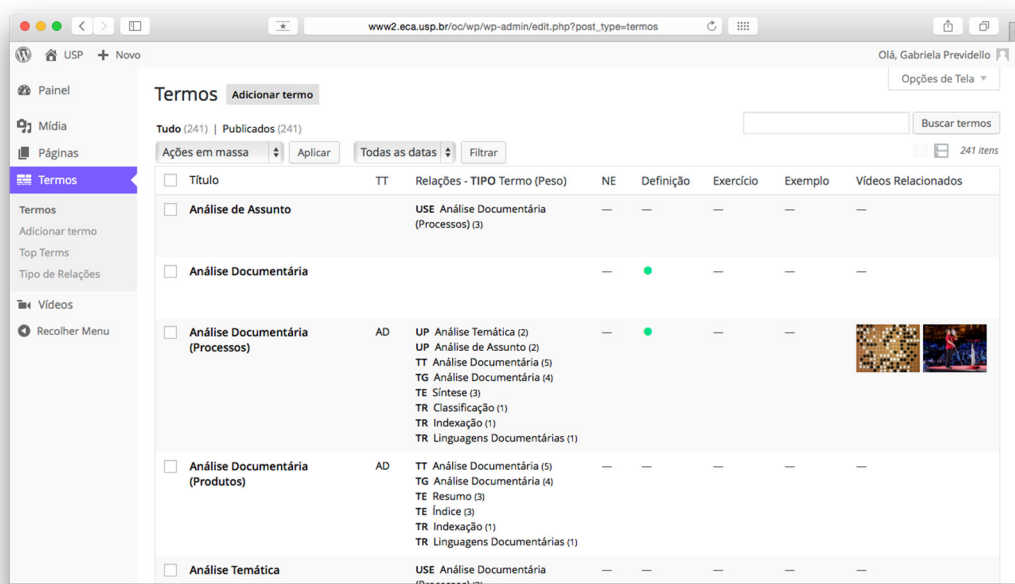 www2.eca.usp.br/oc/wp/wp-admin/edit.php?post_type=termos
USP + Novo
Olá, Gabriela Previdello
Opções de Tela ▼
Painel
Mídia
Páginas
Termos
Termos
Adicionar termo
Top Terms
Tipo de Relações
Vídeos
Recolher Menu
Termos Adicionar termo
Tudo (241) | Publicados (241)
Buscar termos
Ações em massa Aplicar Todas as datas Filtrar
241 itens
Título TT Relações - TIPO Termo (Peso) NE Definição Exercício Exemplo Vídeos Relacionados
Análise de Assunto USE Análise Documentária — — — — —
(Processos) (3)
Análise Documentária — — — —
Análise Documentária AD UP Análise Temática (2) — — —
(Processos) UP Análise de Assunto (2)
TT Análise Documentária (5)
TG Análise Documentária (4)
TE Síntese (3)
TR Classificação (1)
TR Indexação (1)
TR Linguagens Documentárias (1)
Análise Documentária AD TT Análise Documentária (5) — — — — —
(Produtos) TG Análise Documentária (4)
TE Resumo (3)
TE Índice (3)
TR Indexação (1)
TR Linguagens Documentárias (1)
Análise Temática USE Análise Documentária — — — — —